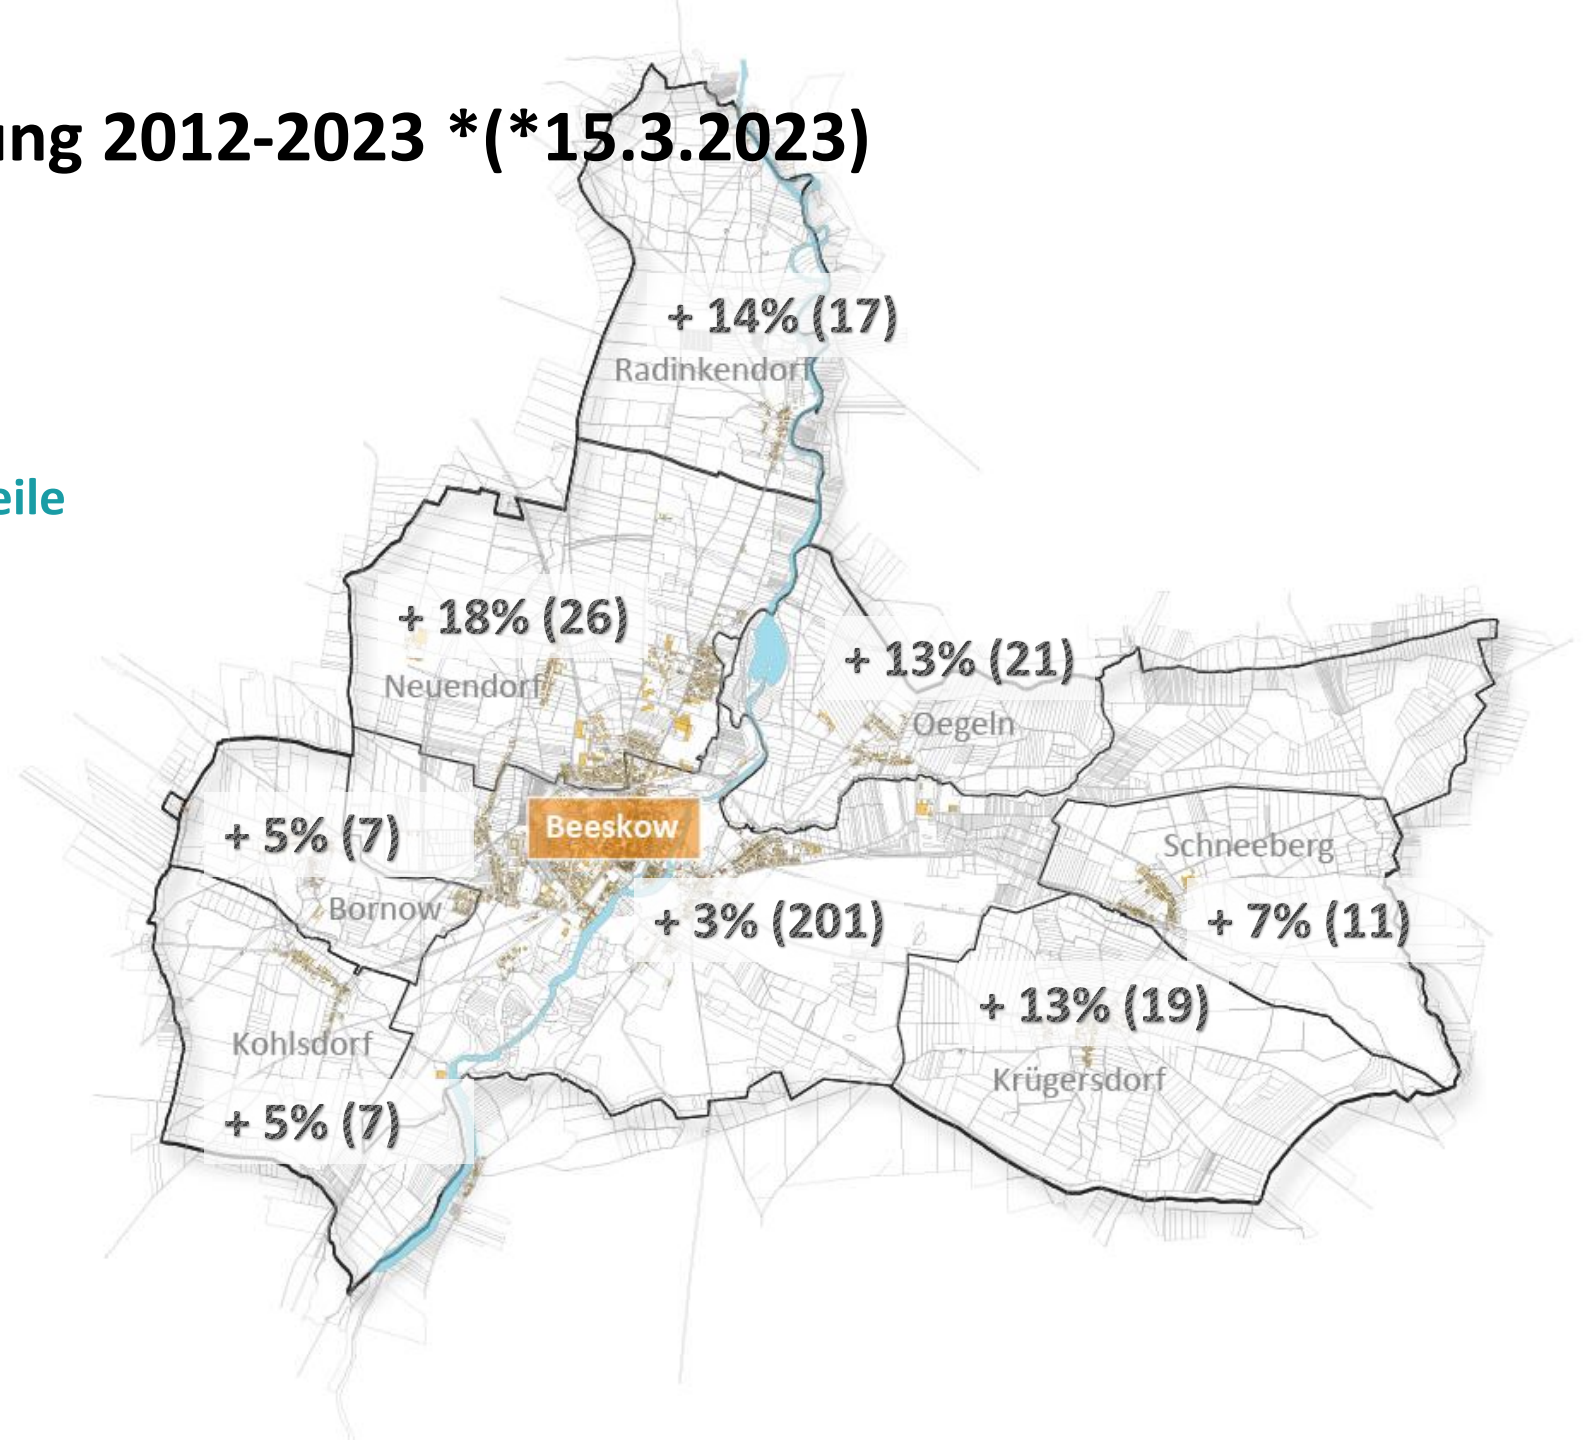 ung 2012-2023 *(*15.3.2023)
+ 14% (17)
Radinkendorf
eile
+ 18% (26)
Neuendorf
+ 13% (21)
Oegeln
+ 5% (7)
Bornow
Beeskow
+ 3% (201)
Schneeberg
+ 7% (11)
+ 13% (19)
Krügersdorf
Kohlsdorf
+ 5% (7)